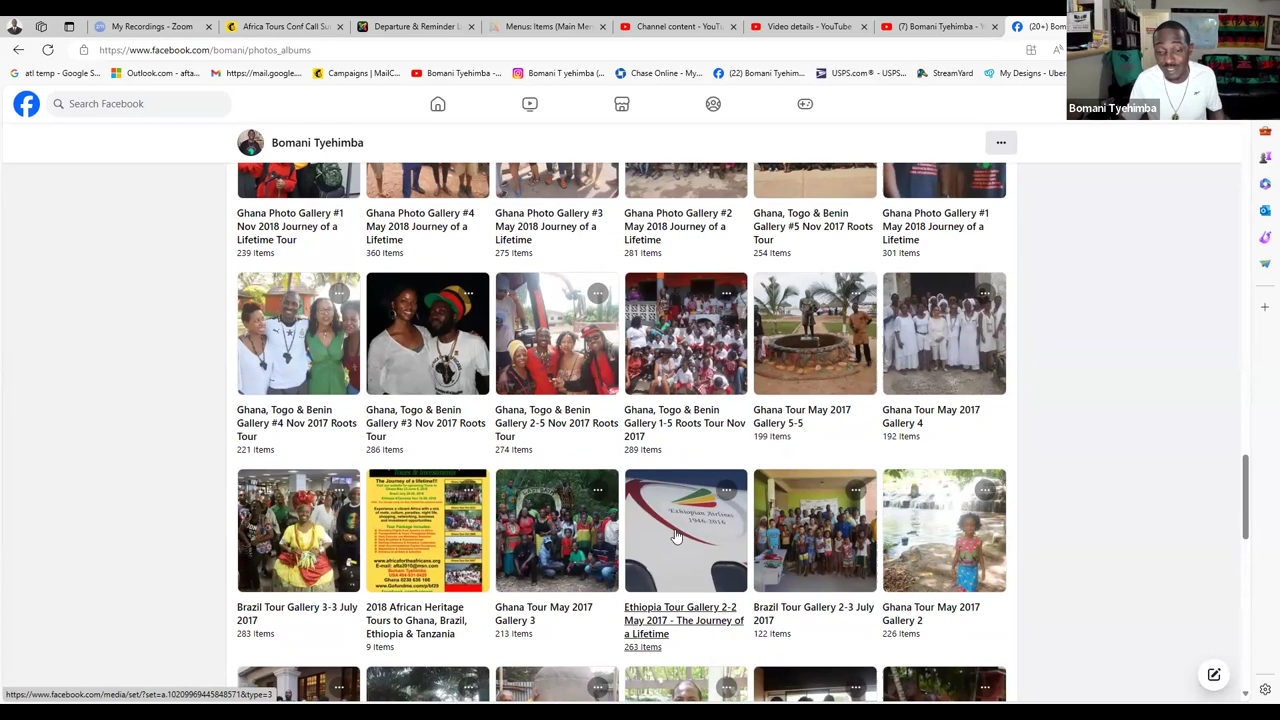 My Recordings - Zoom
Africa Tours Conf Call Su
Departure & Reminder L
Menus: Items (Main Men
Channel content - YouTu
Video details - YouTube
(7) Bomani Tyehimba - Y
(20+) Bom
https://www.facebook.com/bomani/photos_albums
atl temp - Google S...
Outlook.com - afta...
https://mail.google....
Campaigns | MailC...
Bomani Tyehimba -...
Bomani T yehimba (...
Chase Online - My...
(22) Bomani Tyehim...
USPS.com® - USPS...
StreamYard
My Designs - Uber
Bomani Tyehimba
Search Facebook
Bomani Tyehimba
Ghana Photo Gallery #1
Nov 2018 Journey of a
Lifetime Tour
239 Items
Ghana Photo Gallery #4
May 2018 Journey of a
Lifetime
360 Items
Ghana Photo Gallery #3
May 2018 Journey of a
Lifetime
275 Items
Ghana Photo Gallery #2
May 2018 Journey of a
Lifetime
281 Items
Ghana, Togo & Benin
Gallery #5 Nov 2017 Roots
Tour
254 Items
Ghana Photo Gallery #1
May 2018 Journey of a
Lifetime
301 Items
Ghana, Togo & Benin
Gallery #4 Nov 2017 Roots
Tour
221 Items
Ghana, Togo & Benin
Gallery #3 Nov 2017 Roots
Tour
286 Items
Ghana, Togo & Benin
Gallery 2-5 Nov 2017 Roots
Tour
274 Items
Ghana, Togo & Benin
Gallery 1-5 Roots Tour Nov
2017
289 Items
Ghana Tour May 2017
Gallery 5-5
199 Items
Ghana Tour May 2017
Gallery 4
192 Items
The Journey of a lifetime!!!
Ethiopian Airlines
1946-2016
Brazil Tour Gallery 3-3 July
2017
283 Items
2018 African Heritage
Tours to Ghana, Brazil,
Ethiopia & Tanzania
9 Items
Ghana Tour May 2017
Gallery 3
213 Items
Ethiopia Tour Gallery 2-2
May 2017 - The Journey of
a Lifetime
263 Items
Brazil Tour Gallery 2-3 July
2017
122 Items
Ghana Tour May 2017
Gallery 2
226 Items
https://www.facebook.com/media/set/?set=a.10209969445848571&type=3